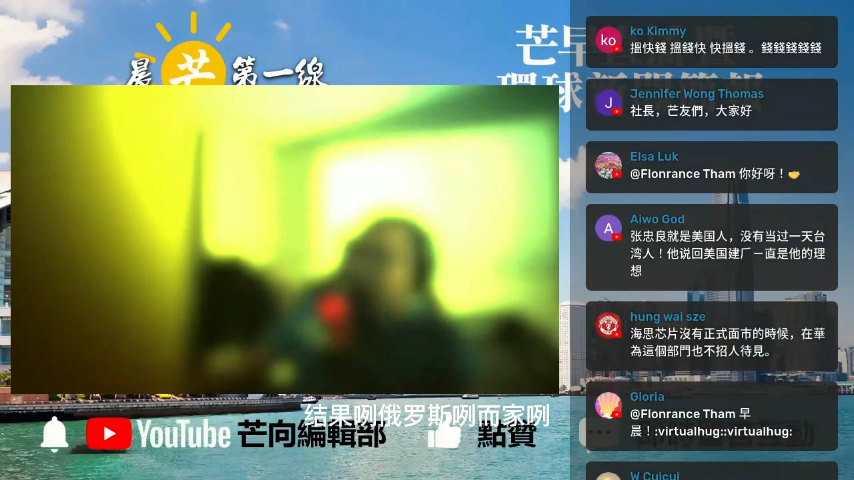 晨芒第一線
芒早
環球
ko Kimmy
搵快錢 搵錢快 快搵錢 。錢錢錢錢錢
Jennifer Wong Thomas
社長，芒友們，大家好
Elsa Luk
@Flonrance Tham 你好呀！🤝
Aiwo God
张忠良就是美国人，没有当过一天台
湾人！他说回美国建厂一直是他的理
想
hung wai sze
海思芯片沒有正式面市的時候，在華
為這個部門也不招人待見。
Gloria
@Flonrance Tham 早
晨！:virtualhug::virtualhug:
W Cuicui
结果咧俄罗斯咧而家咧
YouTube 芒向編輯部
點贊